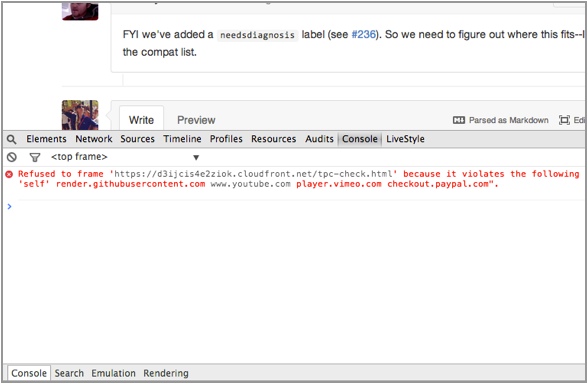 FYI we've added a needsdiagnosis label (see #236). So we need to figure out where this fits--I
the compat list.
Write Preview Parsed as Markdown Edi
Elements Network Sources Timeline Profiles Resources Audits Console LiveStyle
<top frame> ▼
Refused to frame 'https://d3ijcis4e2ziok.cloudfront.net/tpc-check.html' because it violates the following
'self' render.githubusercontent.com www.youtube.com player.vimeo.com checkout.paypal.com".
>
Console Search Emulation Rendering